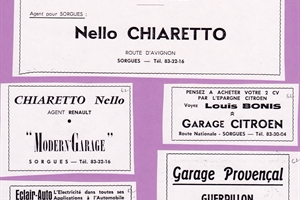 Agent pour SORGUES :
Nello CHIARETTO
ROUTE D'AVIGNON
SORGUES — Tél. 83-32-16
CHIARETTO Nello
AGENT RENAULT
"MODERN-GARAGE"
SORGUES — Tél. 83-32-16
PENSEZ A ACHETER VOTRE 2 CV
PAR L'EPARGNE CITROEN
Voyez Louis BONIS
GARAGE CITROEN
Route Nationale - SORGUES — Tél. 83-30-04
Eclair-Auto L'Electricité dans toutes ses
Applications à l'Automobile
Garage Provençal
GUERPILLON